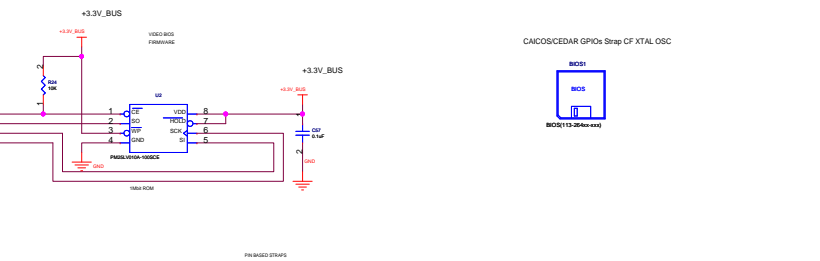 +3.3V_BUS
+3.3V_BUS
VIDEO BIOS
FIRMWARE
2
R24
10K
1
U3
1 CE VDD 8
2 SO HOLD 7
3 WP SCK 6
4 GND SI 5
PM25LV010A-100SCE
GND
1Mbit ROM
+3.3V_BUS
+3.3V_BUS
C57
0.1uF
2
GND
CAICOS/CEDAR GPIOs Strap CF XTAL OSC
BIOS1
BIOS
BIOS(113-264xx-xxx)
PIN BASED STRAPS